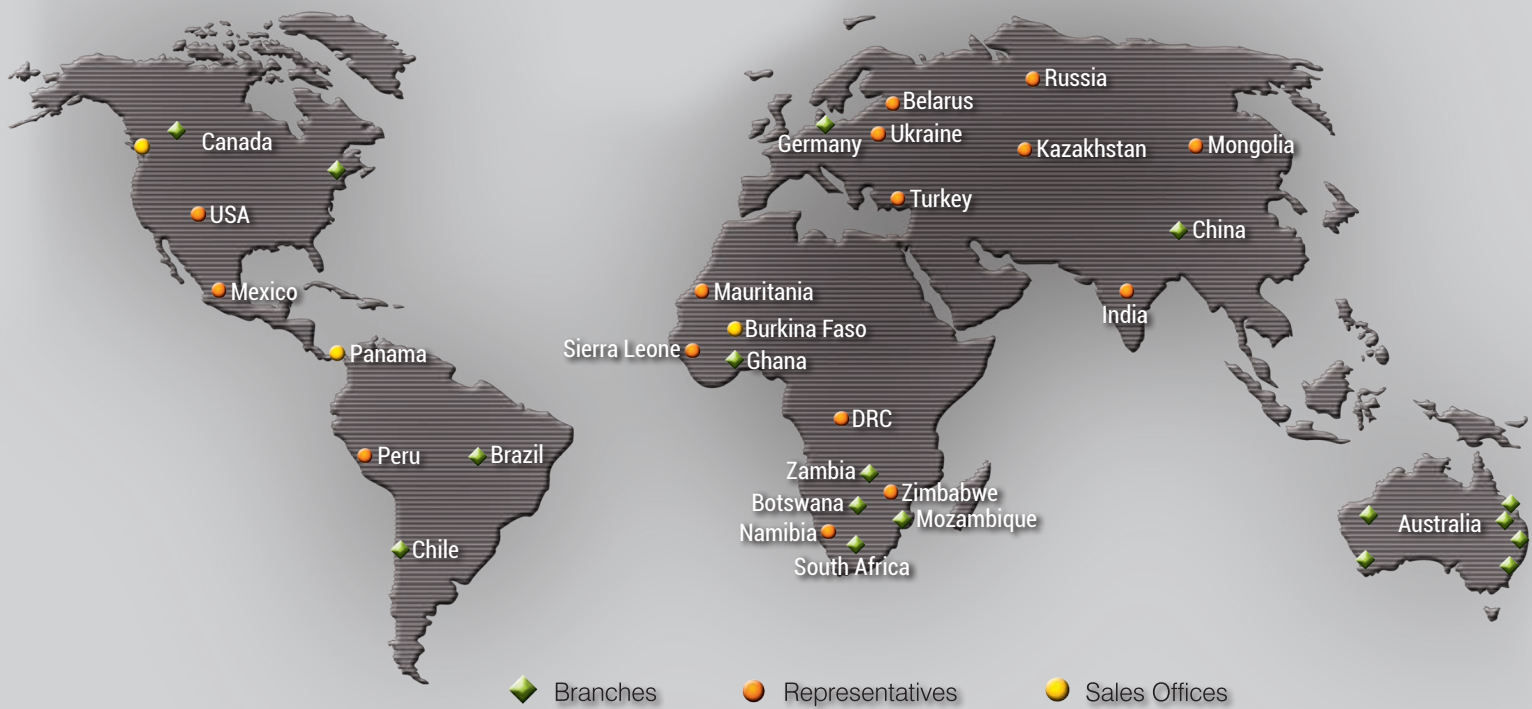 Russia
Belarus
Canada
Germany
Ukraine
Kazakhstan
Mongolia
USA
Turkey
China
Mexico
Mauritania
India
Burkina Faso
Sierra Leone
Panama
Ghana
DRC
Peru
Brazil
Zambia
Zimbabwe
Botswana
Mozambique
Australia
Namibia
Chile
South Africa
Branches
Representatives
Sales Offices